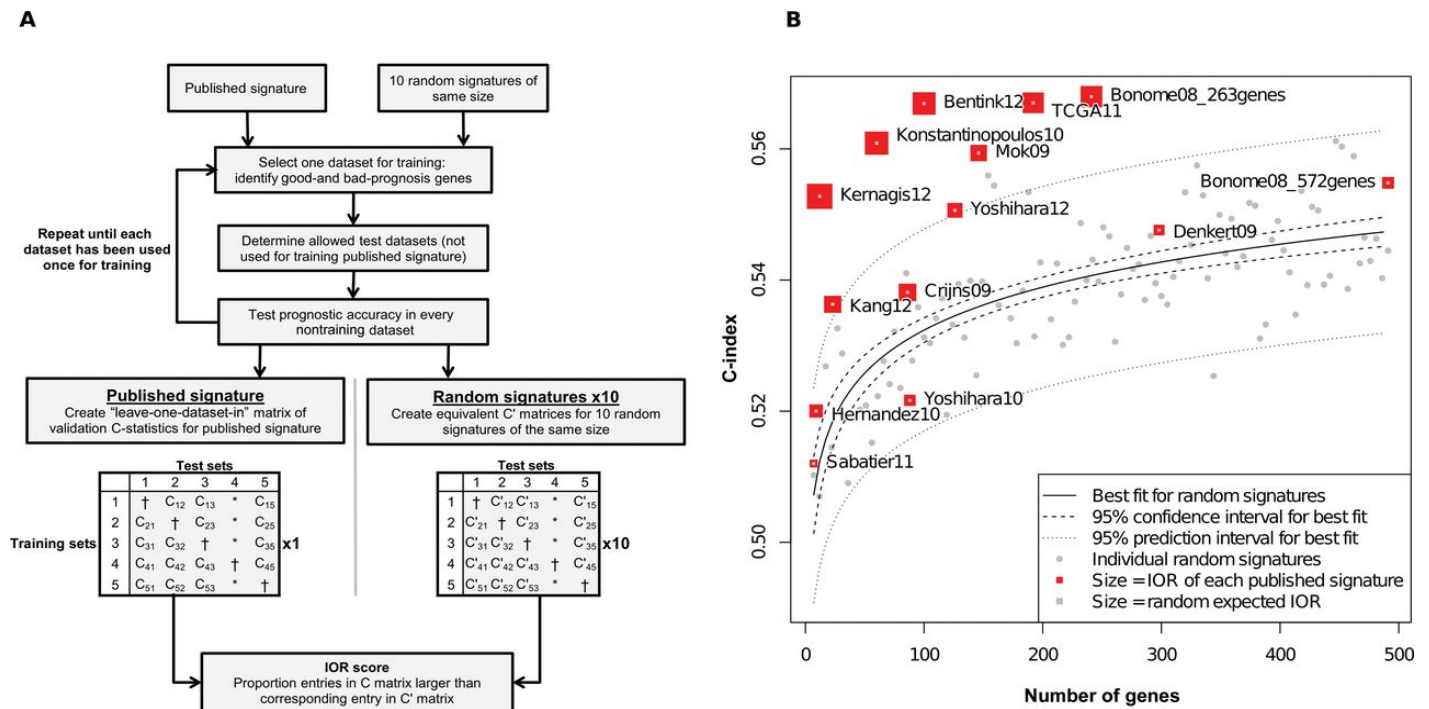 A
Published signature
10 random signatures of
same size
Select one dataset for training:
identify good-and bad-prognosis genes
Repeat until each
dataset has been used
once for training
Determine allowed test datasets (not
used for training published signature)
Test prognostic accuracy in every
nontraining dataset
Published signature
Create “leave-one-dataset-in” matrix of
validation C-statistics for published signature
Random signatures x10
Create equivalent C' matrices for 10 random
signatures of the same size
Test sets
1 2 3 4 5
1 † C12 C13 * C15
2 C21 † C23 * C25
Training sets 3 C31 C32 † * C35 x1
4 C41 C42 C43 † C45
5 C51 C52 C53 * †
Test sets
1 2 3 4 5
1 † C'12 C'13 * C'15
2 C'21 † C'23 * C'25
3 C'31 C'32 † * C'35 x10
4 C'41 C'42 C'43 † C'45
5 C'51 C'52 C'53 * †
IOR score
Proportion entries in C matrix larger than
corresponding entry in C' matrix
B
C-index
0.56
0.54
0.52
0.50
Bentink12
TCGA11
Bonome08_263genes
Konstantinopoulos10
Mok09
Kernagis12
Bonome08_572genes
Yoshihara12
Denkert09
Crijns09
Kang12
Yoshihara10
Hernandez10
Sabatier11
Best fit for random signatures
95% confidence interval for best fit
95% prediction interval for best fit
Individual random signatures
Size = IOR of each published signature
Size = random expected IOR
0 100 200 300 400 500
Number of genes